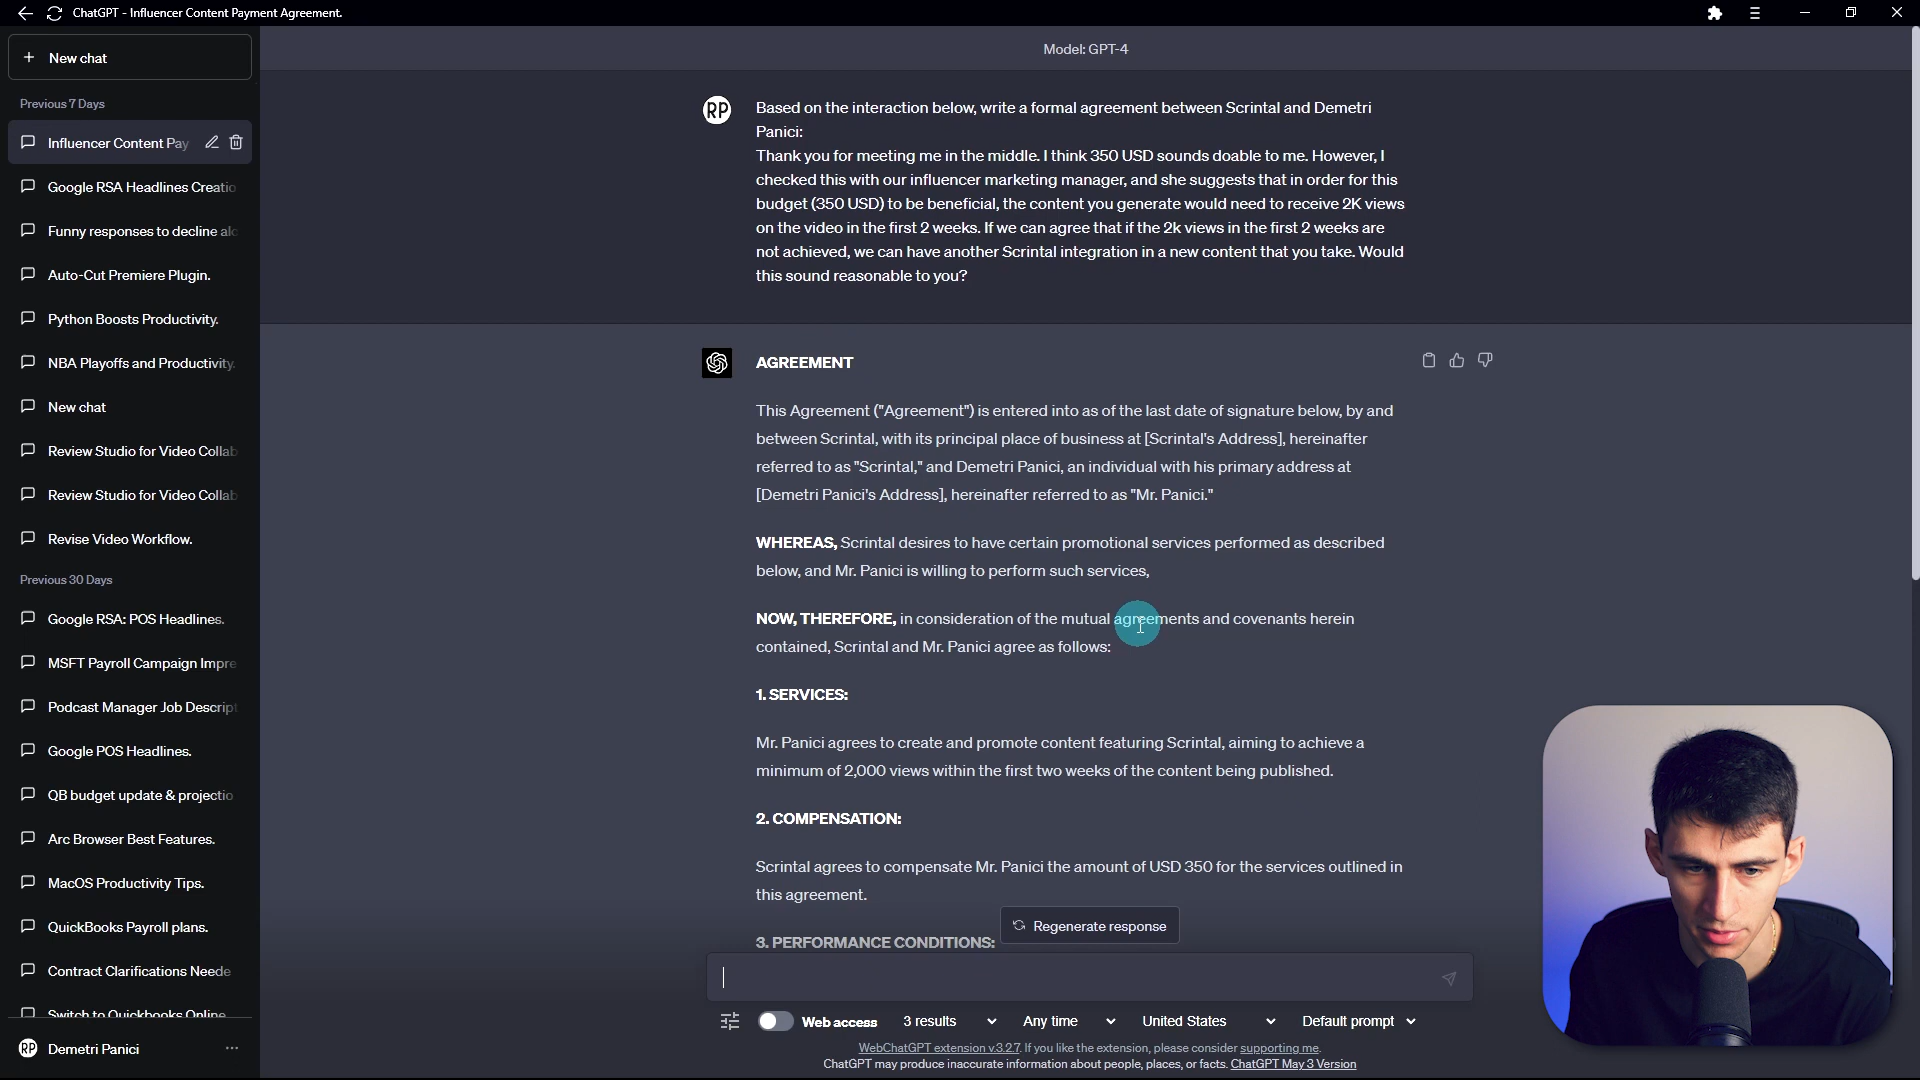 ChatGPT - Influencer Content Payment Agreement.
New chat
Previous 7 Days
Influencer Content Pay
Google RSA Headlines Creatio
Funny responses to decline alc
Auto-Cut Premiere Plugin.
Python Boosts Productivity.
NBA Playoffs and Productivity.
New chat
Review Studio for Video Collab
Review Studio for Video Collab
Revise Video Workflow.
Previous 30 Days
Google RSA: POS Headlines.
MSFT Payroll Campaign Impre
Podcast Manager Job Descript
Google POS Headlines.
QB budget update & projectio
Arc Browser Best Features.
MacOS Productivity Tips.
QuickBooks Payroll plans.
Contract Clarifications Neede
Switch to Quickbooks Online
RP Demetri Panici
Model: GPT-4
RP
Based on the interaction below, write a formal agreement between Scrintal and Demetri
Panici:
Thank you for meeting me in the middle. I think 350 USD sounds doable to me. However, I
checked this with our influencer marketing manager, and she suggests that in order for this
budget (350 USD) to be beneficial, the content you generate would need to receive 2K views
on the video in the first 2 weeks. If we can agree that if the 2k views in the first 2 weeks are
not achieved, we can have another Scrintal integration in a new content that you take. Would
this sound reasonable to you?
AGREEMENT
This Agreement ("Agreement") is entered into as of the last date of signature below, by and
between Scrintal, with its principal place of business at [Scrintal's Address], hereinafter
referred to as "Scrintal," and Demetri Panici, an individual with his primary address at
[Demetri Panici's Address], hereinafter referred to as "Mr. Panici."
WHEREAS, Scrintal desires to have certain promotional services performed as described
below, and Mr. Panici is willing to perform such services,
NOW, THEREFORE, in consideration of the mutual agreements and covenants herein
contained, Scrintal and Mr. Panici agree as follows:
1. SERVICES:
Mr. Panici agrees to create and promote content featuring Scrintal, aiming to achieve a
minimum of 2,000 views within the first two weeks of the content being published.
2. COMPENSATION:
Scrintal agrees to compensate Mr. Panici the amount of USD 350 for the services outlined in
this agreement.
3. PERFORMANCE CONDITIONS:
Regenerate response
Web access 3 results Any time United States Default prompt
WebChatGPT extension v.3.2.7. If you like the extension, please consider supporting me.
ChatGPT may produce inaccurate information about people, places, or facts. ChatGPT May 3 Version